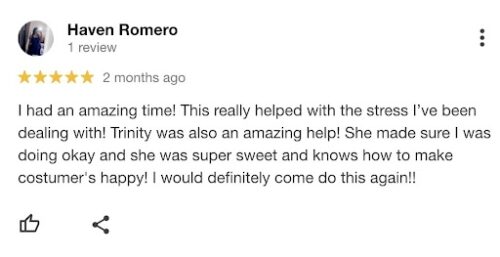 Haven Romero
1 review
2 months ago
I had an amazing time! This really helped with the stress I've been
dealing with! Trinity was also an amazing help! She made sure I was
doing okay and she was super sweet and knows how to make
costumer's happy! I would definitely come do this again!!